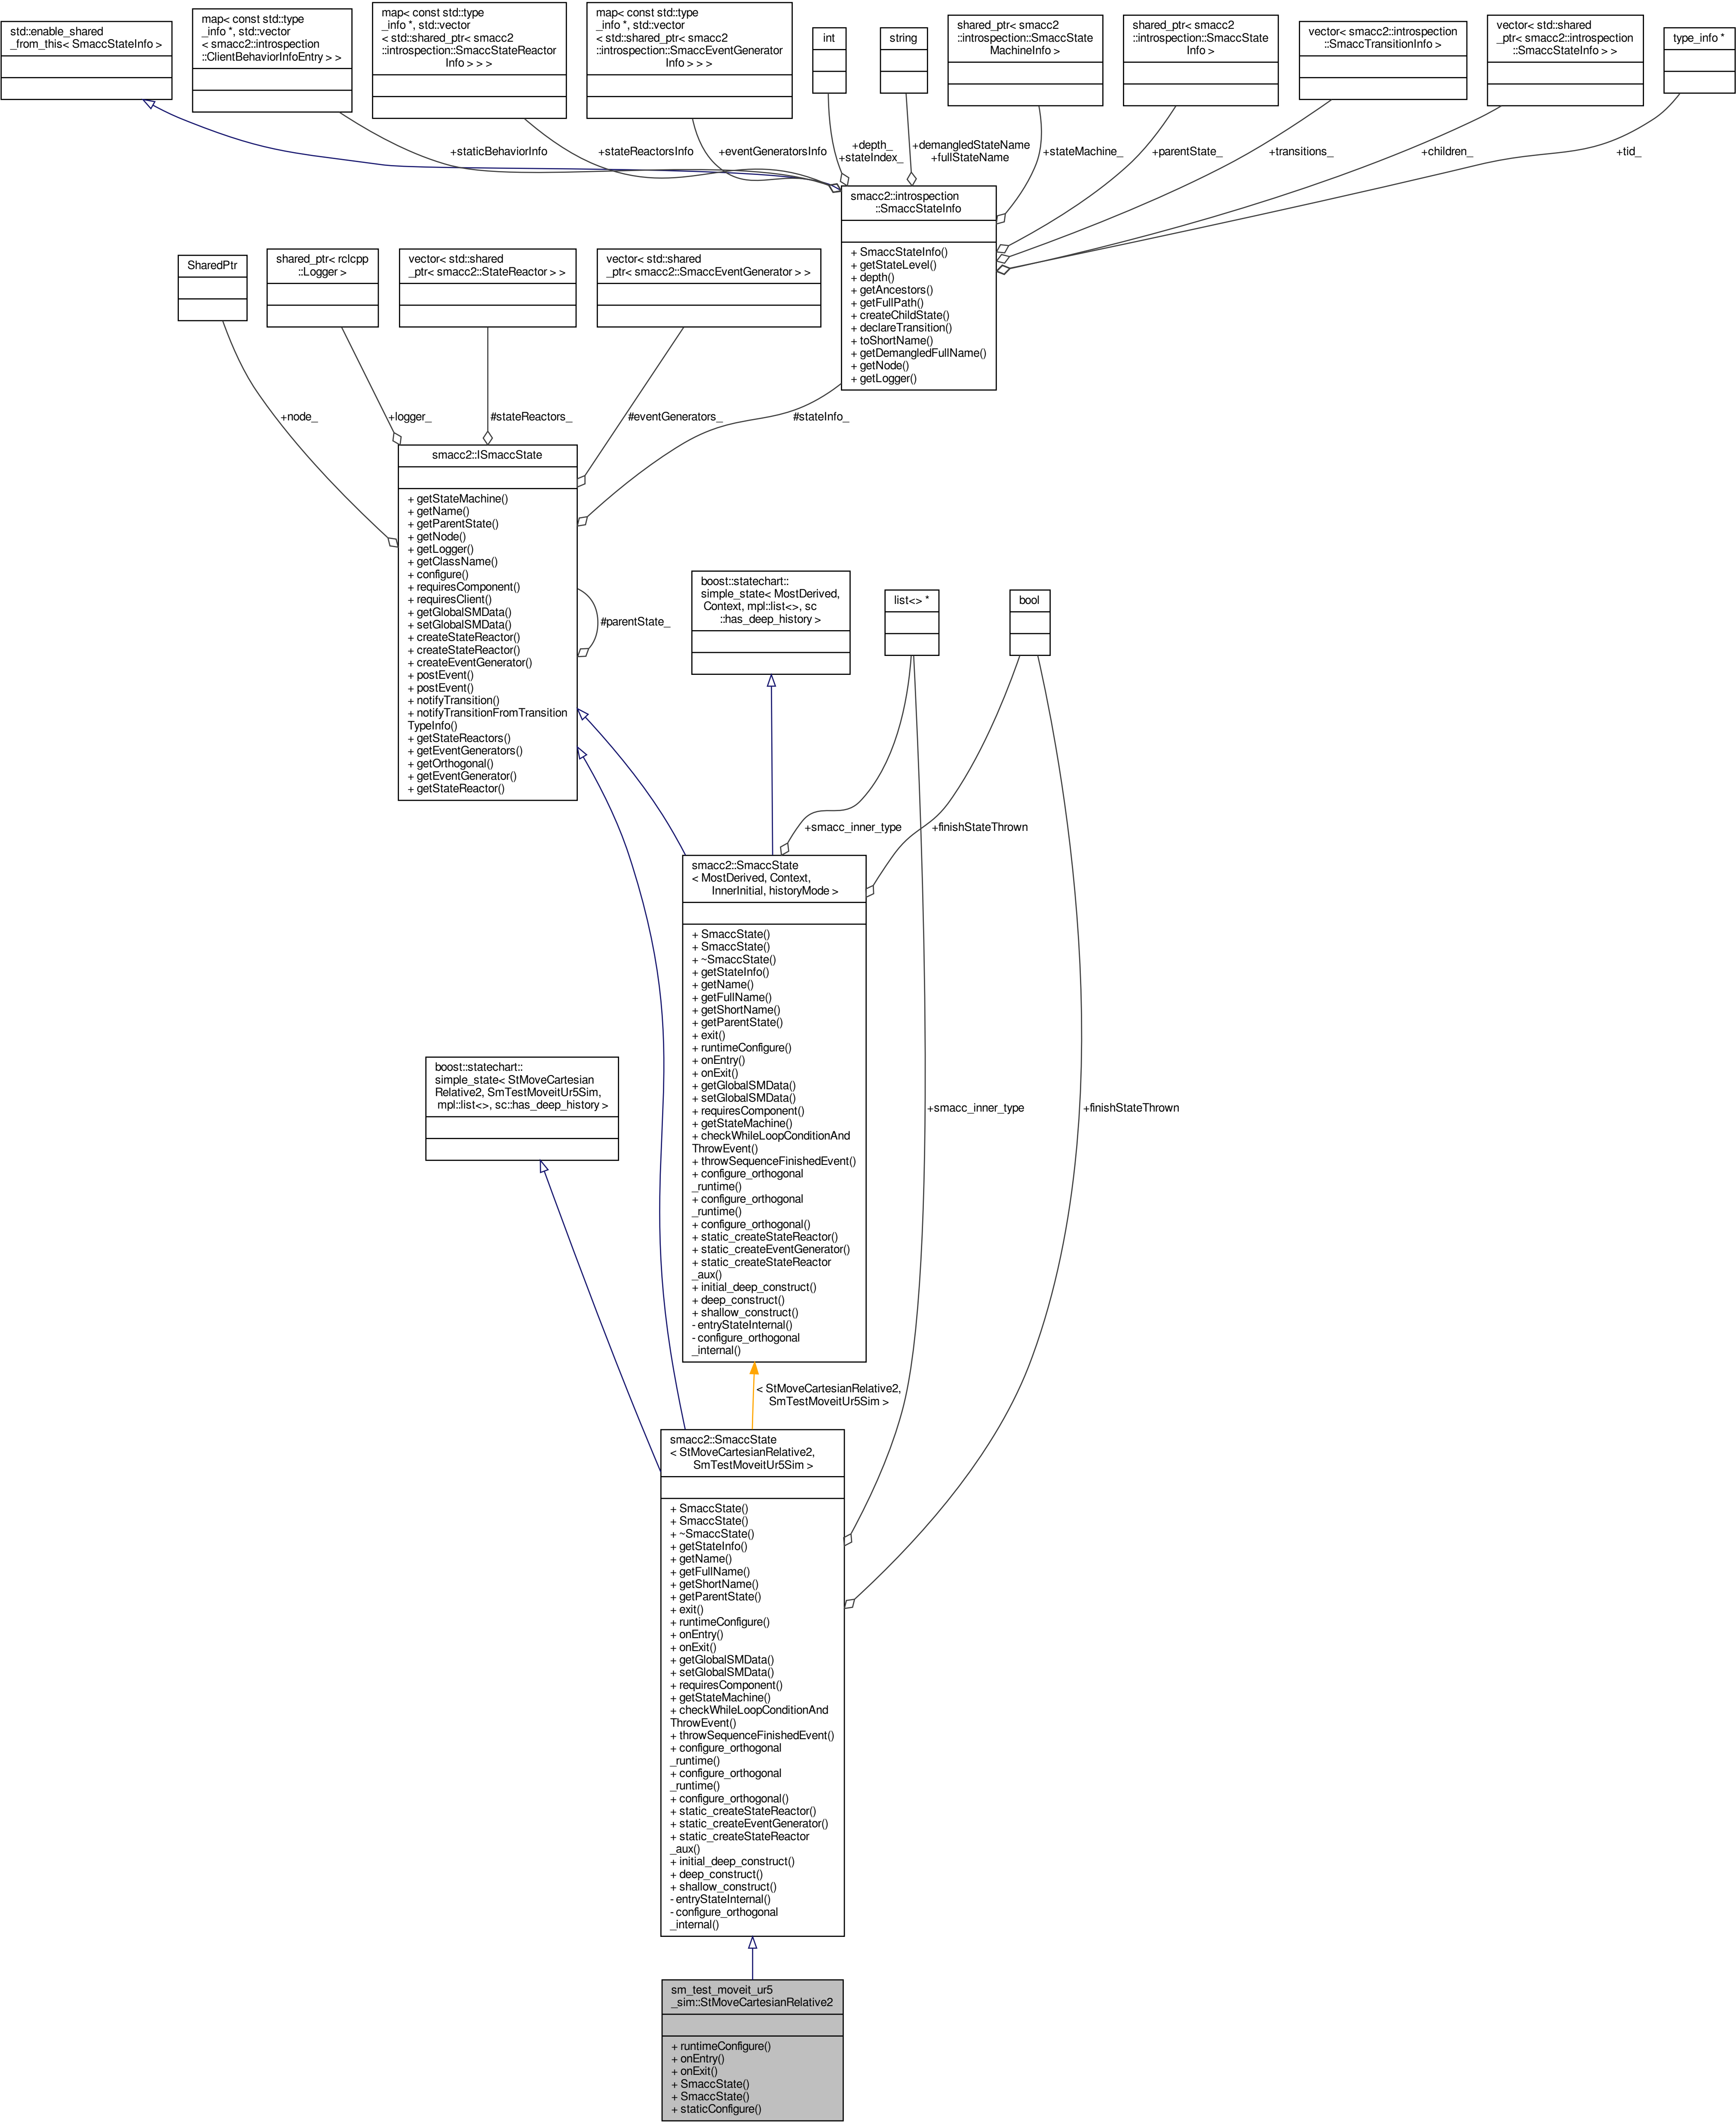 std::enable_shared
_from_this< SmaccStateInfo >
map< const std::type
_info *, std::vector
< smacc2::introspection
::ClientBehaviorInfoEntry > >
map< const std::type
_info *, std::vector
< std::shared_ptr< smacc2
::introspection::SmaccStateReactor
Info > > >
map< const std::type
_info *, std::vector
< std::shared_ptr< smacc2
::introspection::SmaccEventGenerator
Info > > >
int
string
shared_ptr< smacc2
::introspection::SmaccState
MachineInfo >
shared_ptr< smacc2
::introspection::SmaccState
Info >
vector< smacc2::introspection
::SmaccTransitionInfo >
vector< std::shared
_ptr< smacc2::introspection
::SmaccStateInfo > >
type_info *
+staticBehaviorInfo
+stateReactorsInfo
+eventGeneratorsInfo
+depth_
+stateIndex_
+demangledStateName
+fullStateName
+stateMachine_
+parentState_
+transitions_
+children_
+tid_
smacc2::introspection
::SmaccStateInfo
+ SmaccStateInfo()
+ getStateLevel()
+ depth()
+ getAncestors()
+ getFullPath()
+ createChildState()
+ declareTransition()
+ toShortName()
+ getDemangledFullName()
+ getNode()
+ getLogger()
SharedPtr
shared_ptr< rclcpp
::Logger >
vector< std::shared
_ptr< smacc2::StateReactor > >
vector< std::shared
_ptr< smacc2::SmaccEventGenerator > >
+node_
+logger_
#stateReactors_
#eventGenerators_
#stateInfo_
smacc2::ISmaccState
+ getStateMachine()
+ getName()
+ getParentState()
+ getNode()
+ getLogger()
+ getClassName()
+ configure()
+ requiresComponent()
+ requiresClient()
+ getGlobalSMData()
+ setGlobalSMData()
+ createStateReactor()
+ createStateReactor()
+ createEventGenerator()
+ postEvent()
+ postEvent()
+ notifyTransition()
+ notifyTransitionFromTransition
TypeInfo()
+ getStateReactors()
+ getEventGenerators()
+ getOrthogonal()
+ getEventGenerator()
+ getStateReactor()
#parentState_
boost::statechart::
simple_state< MostDerived,
Context, mpl::list<>, sc
::has_deep_history >
list<> *
bool
+smacc_inner_type
+finishStateThrown
smacc2::SmaccState
< MostDerived, Context,
InnerInitial, historyMode >
+ SmaccState()
+ SmaccState()
+ ~SmaccState()
+ getStateInfo()
+ getName()
+ getFullName()
+ getShortName()
+ getParentState()
+ exit()
+ runtimeConfigure()
+ onEntry()
+ onExit()
+ getGlobalSMData()
+ setGlobalSMData()
+ requiresComponent()
+ getStateMachine()
+ checkWhileLoopConditionAnd
ThrowEvent()
+ throwSequenceFinishedEvent()
+ configure_orthogonal
_runtime()
+ configure_orthogonal
_runtime()
+ configure_orthogonal()
+ static_createStateReactor()
+ static_createEventGenerator()
+ static_createStateReactor
_aux()
+ initial_deep_construct()
+ deep_construct()
+ shallow_construct()
- entryStateInternal()
- configure_orthogonal
_internal()
boost::statechart::
simple_state< StMoveCartesian
Relative2, SmTestMoveitUr5Sim,
mpl::list<>, sc::has_deep_history >
+smacc_inner_type
+finishStateThrown
< StMoveCartesianRelative2,
SmTestMoveitUr5Sim >
smacc2::SmaccState
< StMoveCartesianRelative2,
SmTestMoveitUr5Sim >
+ SmaccState()
+ SmaccState()
+ ~SmaccState()
+ getStateInfo()
+ getName()
+ getFullName()
+ getShortName()
+ getParentState()
+ exit()
+ runtimeConfigure()
+ onEntry()
+ onExit()
+ getGlobalSMData()
+ setGlobalSMData()
+ requiresComponent()
+ getStateMachine()
+ checkWhileLoopConditionAnd
ThrowEvent()
+ throwSequenceFinishedEvent()
+ configure_orthogonal
_runtime()
+ configure_orthogonal
_runtime()
+ configure_orthogonal()
+ static_createStateReactor()
+ static_createEventGenerator()
+ static_createStateReactor
_aux()
+ initial_deep_construct()
+ deep_construct()
+ shallow_construct()
- entryStateInternal()
- configure_orthogonal
_internal()
sm_test_moveit_ur5
_sim::StMoveCartesianRelative2
+ runtimeConfigure()
+ onEntry()
+ onExit()
+ SmaccState()
+ SmaccState()
+ staticConfigure()